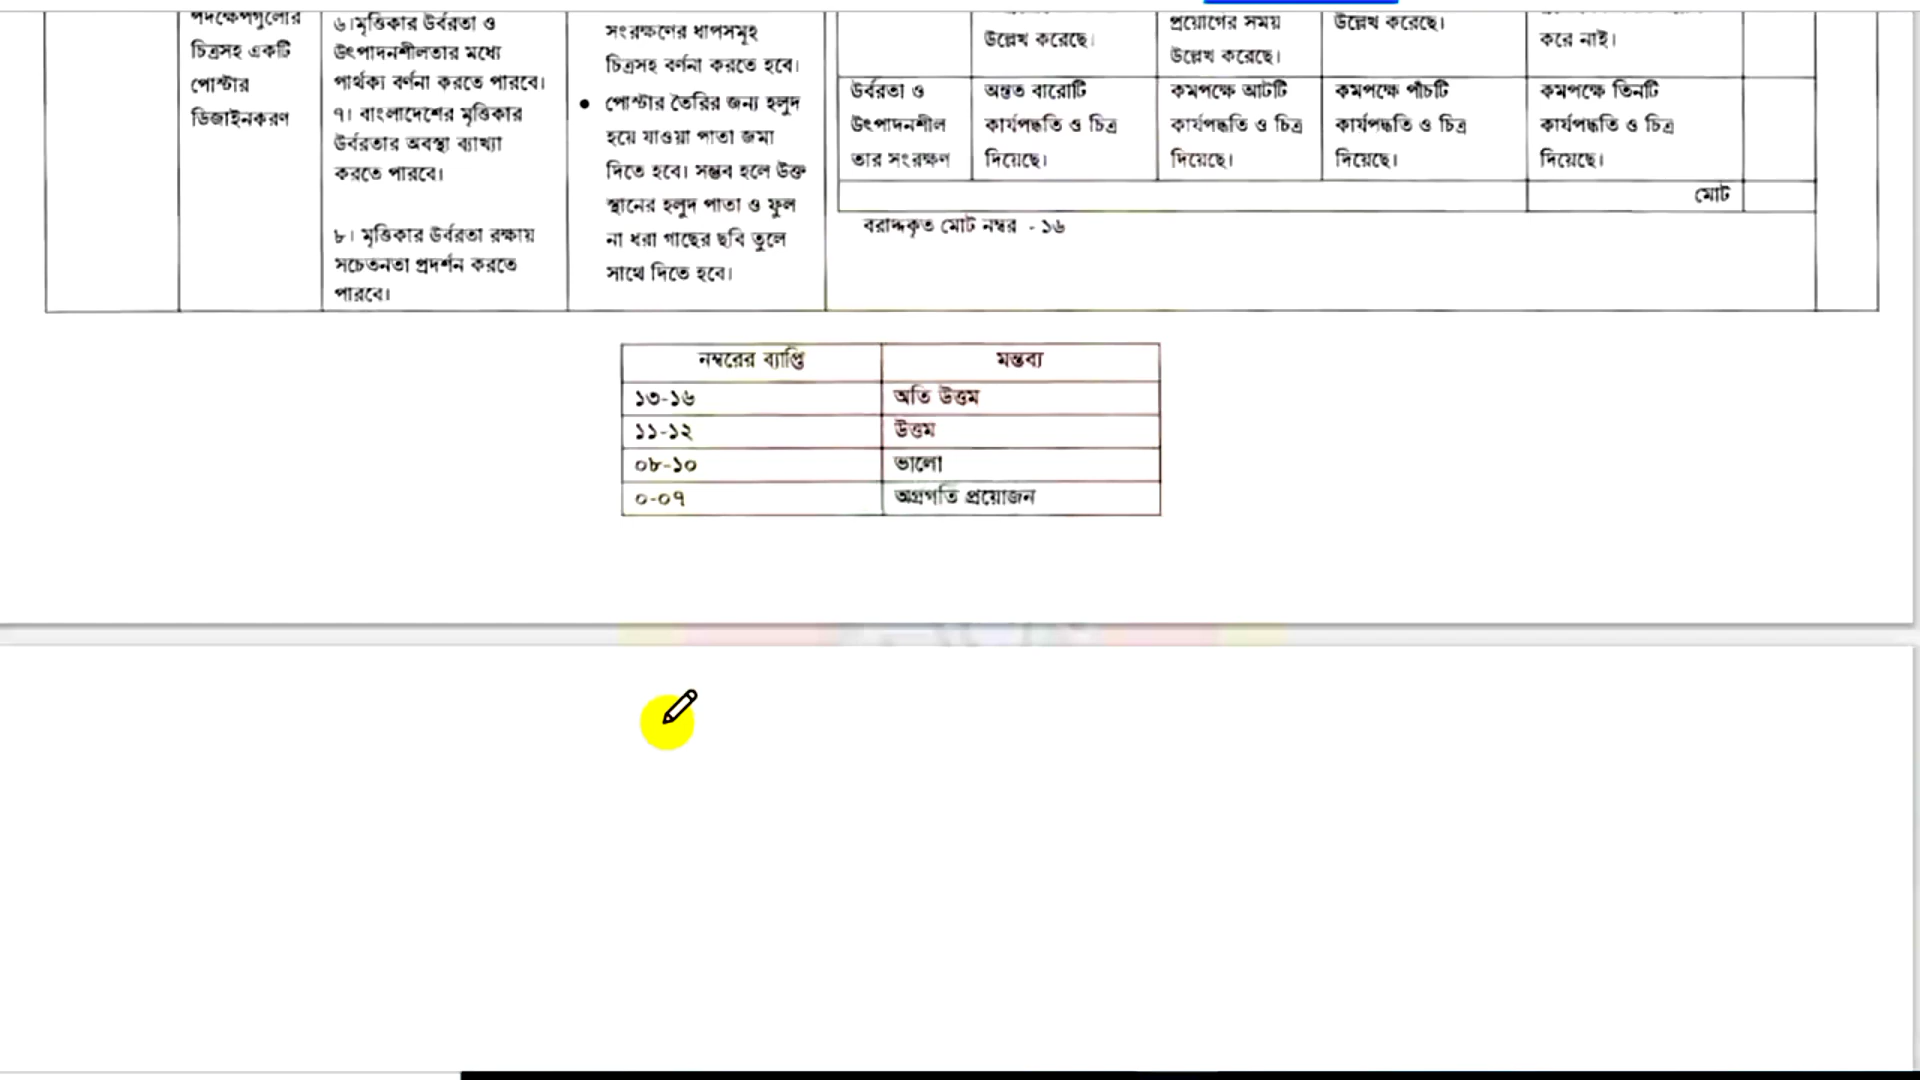 পদক্ষেপগুলোর
চিত্রসহ একটি
পোস্টার
ডিজাইনকরণ
৬।মৃত্তিকার উর্বরতা ও
উৎপাদনশীলতার মধ্যে
পার্থক্য বর্ণনা করতে পারবে।
৭। বাংলাদেশের মৃত্তিকার
উর্বরতার অবস্থা ব্যাখ্যা
করতে পারবে।
৮। মৃত্তিকার উর্বরতা রক্ষায়
সচেতনতা প্রদর্শন করতে
পারবে।
সংরক্ষণের ধাপসমূহ
চিত্রসহ বর্ণনা করতে হবে।
● পোস্টার তৈরির জন্য হলুদ
হয়ে যাওয়া পাতা জমা
দিতে হবে। সম্ভব হলে উক্ত
স্থানের হলুদ পাতা ও ফুল
না ধরা গাছের ছবি তুলে
সাথে দিতে হবে।
উল্লেখ করেছে।
প্রয়োগের সময়
উল্লেখ করেছে।
উল্লেখ করেছে।
করে নাই।
উর্বরতা ও
উৎপাদনশীল
তার সংরক্ষণ
অন্তত বারোটি
কার্যপদ্ধতি ও চিত্র
দিয়েছে।
কমপক্ষে আটটি
কার্যপদ্ধতি ও চিত্র
দিয়েছে।
কমপক্ষে পাঁচটি
কার্যপদ্ধতি ও চিত্র
দিয়েছে।
কমপক্ষে তিনটি
কার্যপদ্ধতি ও চিত্র
দিয়েছে।
মোট
বরাদ্দকৃত মোট নম্বর - ১৬
নম্বরের ব্যাপ্তি মন্তব্য
১৩-১৬ অতি উত্তম
১১-১২ উত্তম
০৮-১০ ভালো
০-০৭ অগ্রগতি প্রয়োজন